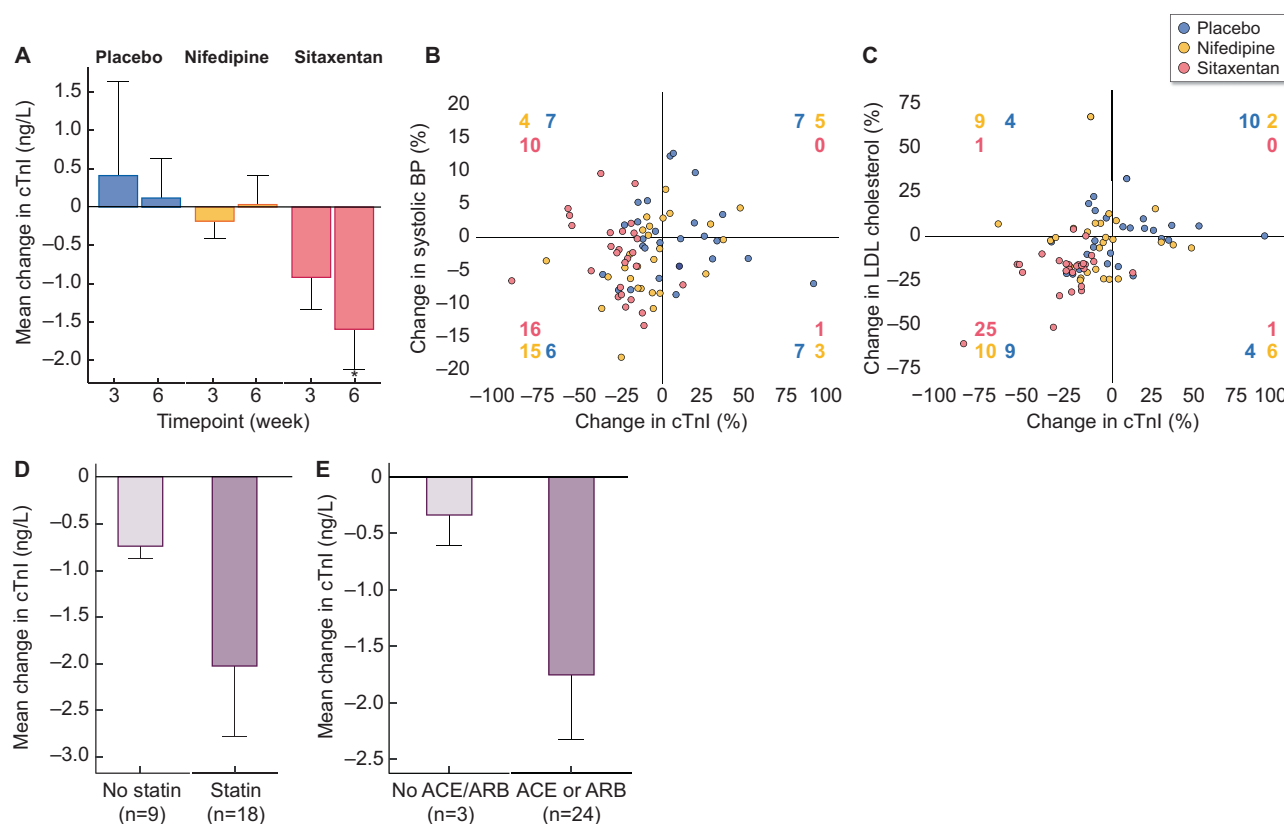 Placebo
Nifedipine
Sitaxentan
A
Placebo Nifedipine Sitaxentan
Mean change in cTnI (ng/L)
1.5
1.0
0.5
0
–0.5
–1.0
–1.5
–2.0
*
3 6 3 6 3 6
Timepoint (week)
B
Change in systolic BP (%)
20
15
10
5
0
–5
–10
–15
–20
4 7
10
7 5
0
16
15 6
1
7 3
–100 –75 –50 –25 0 25 50 75 100
Change in cTnI (%)
C
Change in LDL cholesterol (%)
75
50
25
0
–25
–50
–75
9 4
1
10 2
0
25
10 9
1
4 6
–100 –75 –50 –25 0 25 50 75 100
Change in cTnI (%)
D
Mean change in cTnI (ng/L)
0
–0.5
–1.0
–1.5
–2.0
–2.5
–3.0
No statin Statin
(n=9) (n=18)
E
Mean change in cTnI (ng/L)
0
–0.5
–1.0
–1.5
–2.0
–2.5
No ACE/ARB ACE or ARB
(n=3) (n=24)